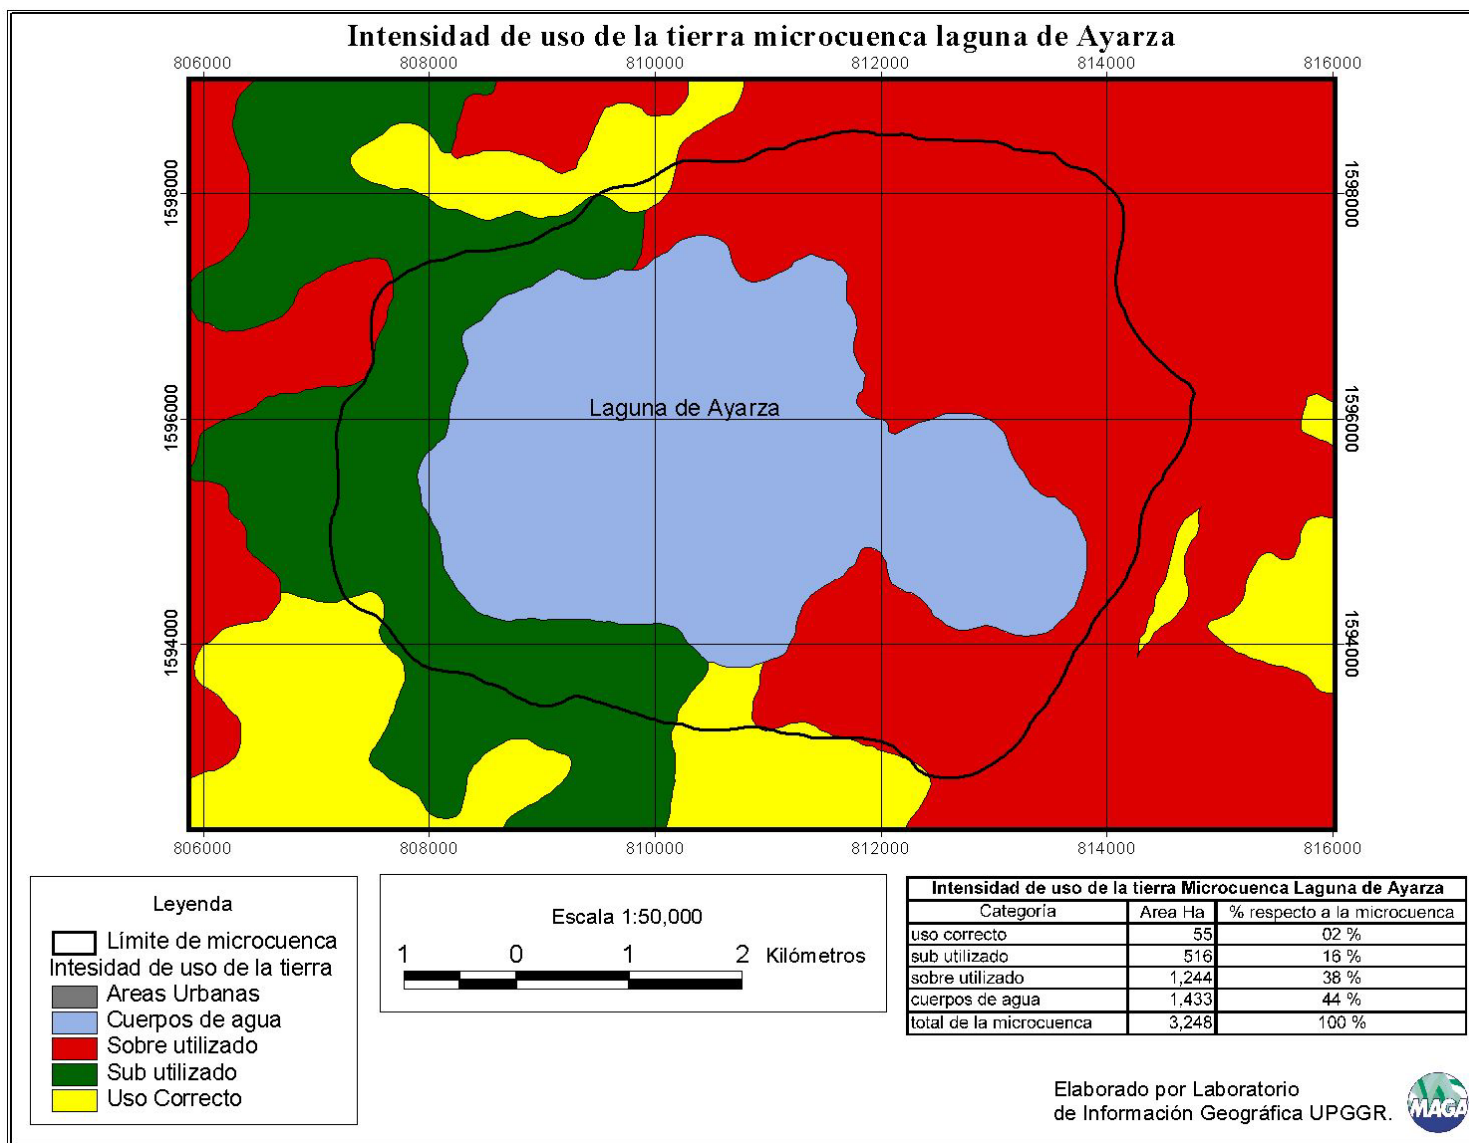 Intensidad de uso de la tierra microcuenca laguna de Ayarza
806000 808000 810000 812000 814000 816000
1598000 1598000
1596000 1596000
Laguna de Ayarza
1594000 1594000
806000 808000 810000 812000 814000 816000
Leyenda
Límite de microcuenca
Intesidad de uso de la tierra
Areas Urbanas
Cuerpos de agua
Sobre utilizado
Sub utilizado
Uso Correcto
Escala 1:50,000
1 0 1 2 Kilómetros
Intensidad de uso de la tierra Microcuenca Laguna de Ayarza
Categoría Area Ha % respecto a la microcuenca
uso correcto 55 02 %
sub utilizado 516 16 %
sobre utilizado 1,244 38 %
cuerpos de agua 1,433 44 %
total de la microcuenca 3,248 100 %
Elaborado por Laboratorio
de Información Geográfica UPGGR.
MAGA